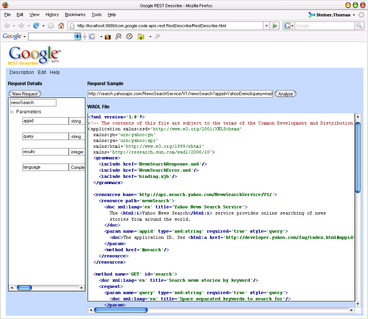 Google REST Describe - Mozilla Firefox
File Edit View History Bookmarks Tools Help
Steiner,Thomas
http://localhost:8888/com.google.code.apis.rest.RestDescribe/RestDescribe.html
Google
REST Describe
Description Edit Help
Request Details
Request Sample
New Request
http://search.yahooapis.com/NewsSearchService/V1/newsSearch?appid=YahooDemo&query=mad
Analyze
newsSearch
Parameters
appid string
query string
results integer
language Comple
WADL File
<?xml version="1.0"?>
<!-- The contents of this file are subject to the terms of the Common Development and Distribution
<application xmlns:xsd="http://www.w3.org/2001/XMLSchema"
xmlns:yn="urn:yahoo:yn"
xmlns:ya="urn:yahoo:api"
xmlns:html="http://www.w3.org/1999/xhtml"
xmlns="http://research.sun.com/wadl/2006/10">
<grammars>
<include href="NewsSearchResponse.xsd"/>
<include href="NewsSearchError.xsd"/>
<include href="binding.xjb"/>
</grammars>
<resources base="http://api.search.yahoo.com/NewsSearchService/V1/">
<resource path="newsSearch">
<doc xml:lang="en" title="Yahoo News Search Service">
The <html:i>Yahoo News Search</html:i> service provides online searching of news
stories from around the world.
</doc>
<param name="appid" type="xsd:string" required="true" style="query">
<doc>The application ID. See <html:a href="http://developer.yahoo.com/faq/index.html#appid"
</param>
<method href="#search"/>
</resource>
</resources>
<method name="GET" id="search">
<doc xml:lang="en" title="Search news stories by keyword"/>
<request>
<param name="query" type="xsd:string" required="true" style="query">
<doc xml:lang="en" title="Space separated keywords to search for"/>
</param>